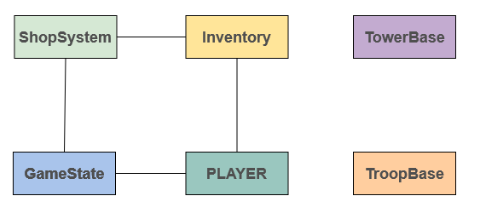 ShopSystem
Inventory
TowerBase
GameState
PLAYER
TroopBase